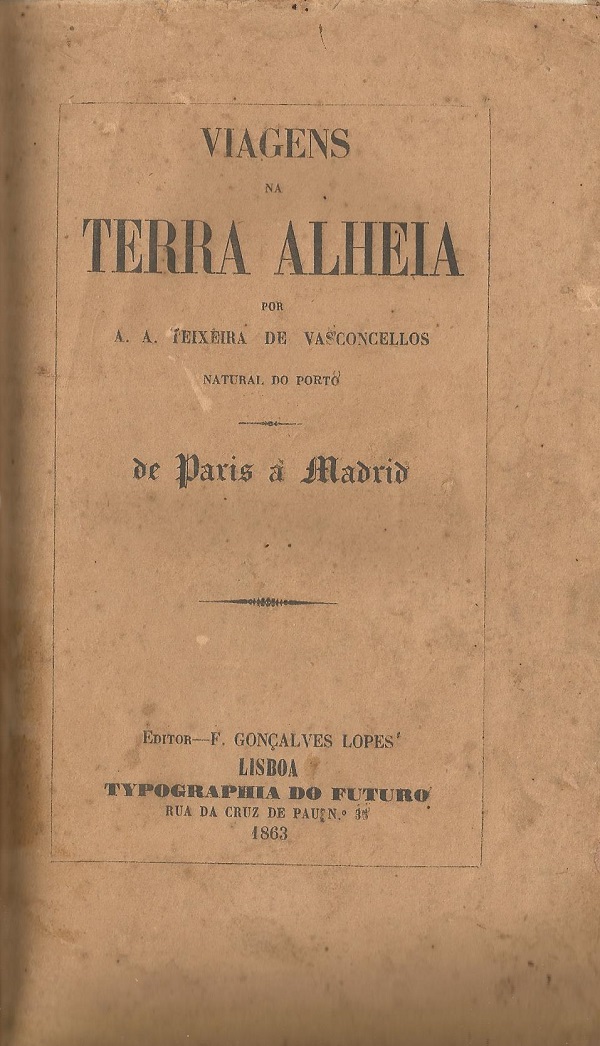 VIAGENS
NA
TERRA ALHEIA
POR
A. A. TEIXEIRA DE VASCONCELLOS
NATURAL DO PORTO
de Paris a Madrid
EDITOR—F. GONÇALVES LOPES
LISBOA
TYPOGRAPHIA DO FUTURO
RUA DA CRUZ DE PAU N.º
1863